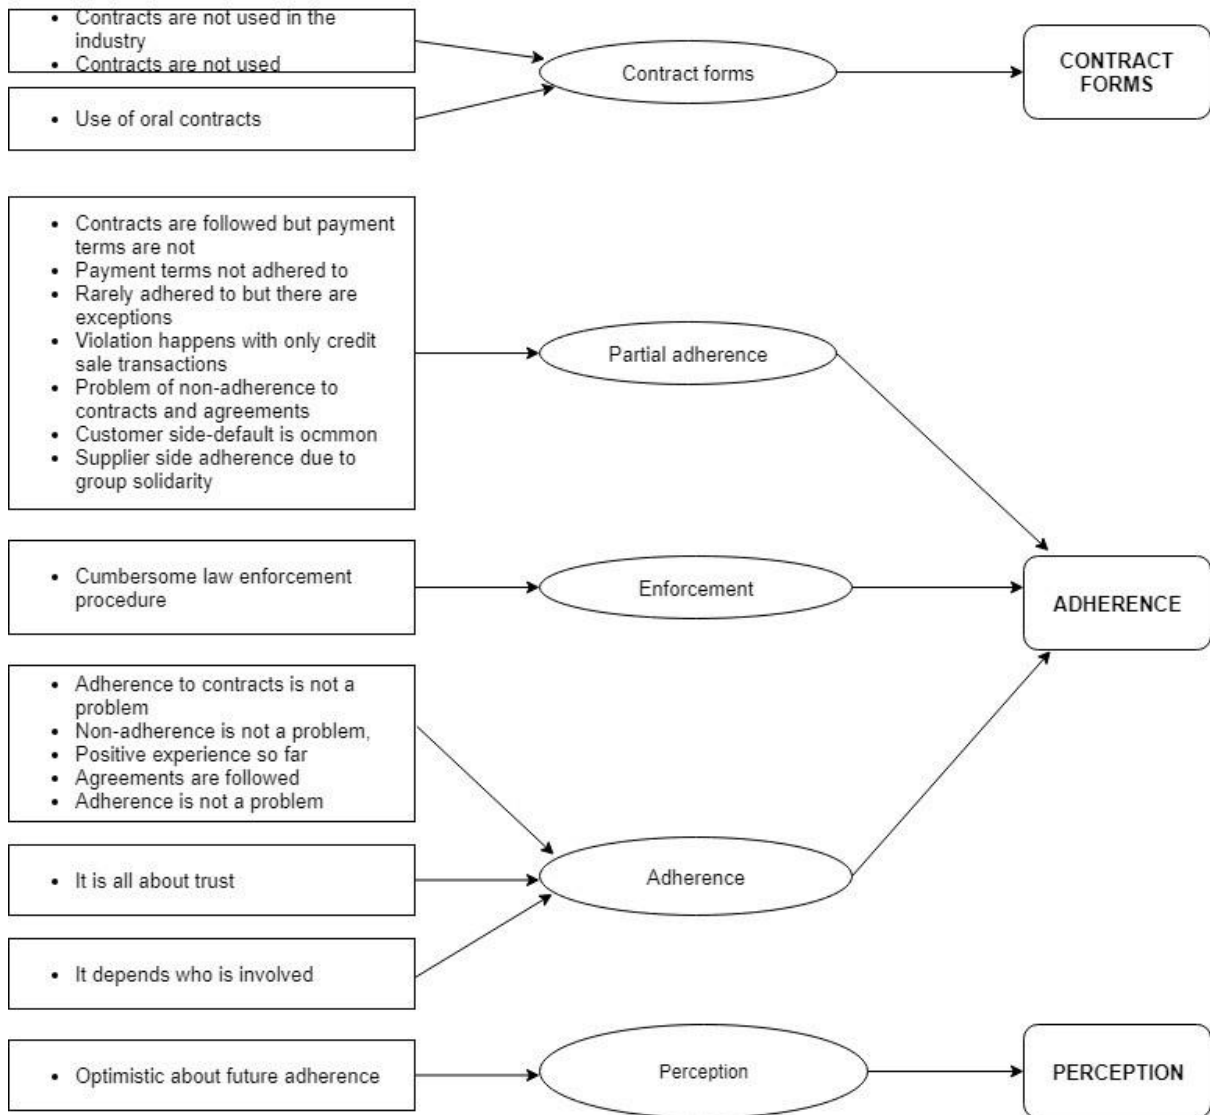 • Contracts are not used in the
industry
• Contracts are not used
Contract forms
CONTRACT
FORMS
• Use of oral contracts
• Contracts are followed but payment
terms are not
• Payment terms not adhered to
• Rarely adhered to but there are
exceptions
• Violation happens with only credit
sale transactions
• Problem of non-adherence to
contracts and agreements
• Customer side-default is ocmmon
• Supplier side adherence due to
group solidarity
Partial adherence
• Cumbersome law enforcement
procedure
Enforcement
ADHERENCE
• Adherence to contracts is not a
problem
• Non-adherence is not a problem,
• Positive experience so far
• Agreements are followed
• Adherence is not a problem
• It is all about trust
Adherence
• It depends who is involved
• Optimistic about future adherence
Perception
PERCEPTION